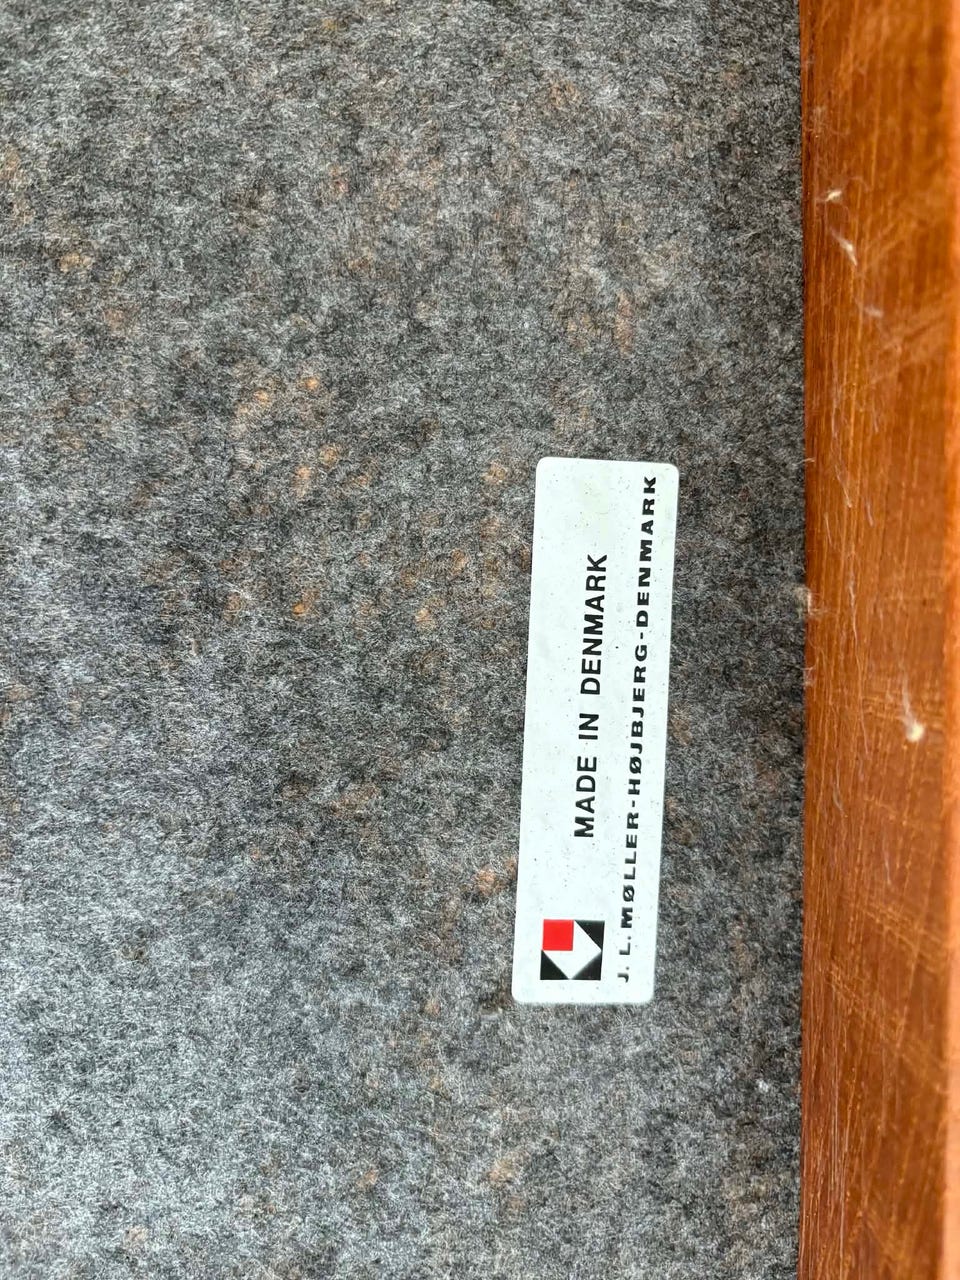 MADE IN DENMARK
J. L. MØLLER-HØJBJERG-DENMARK